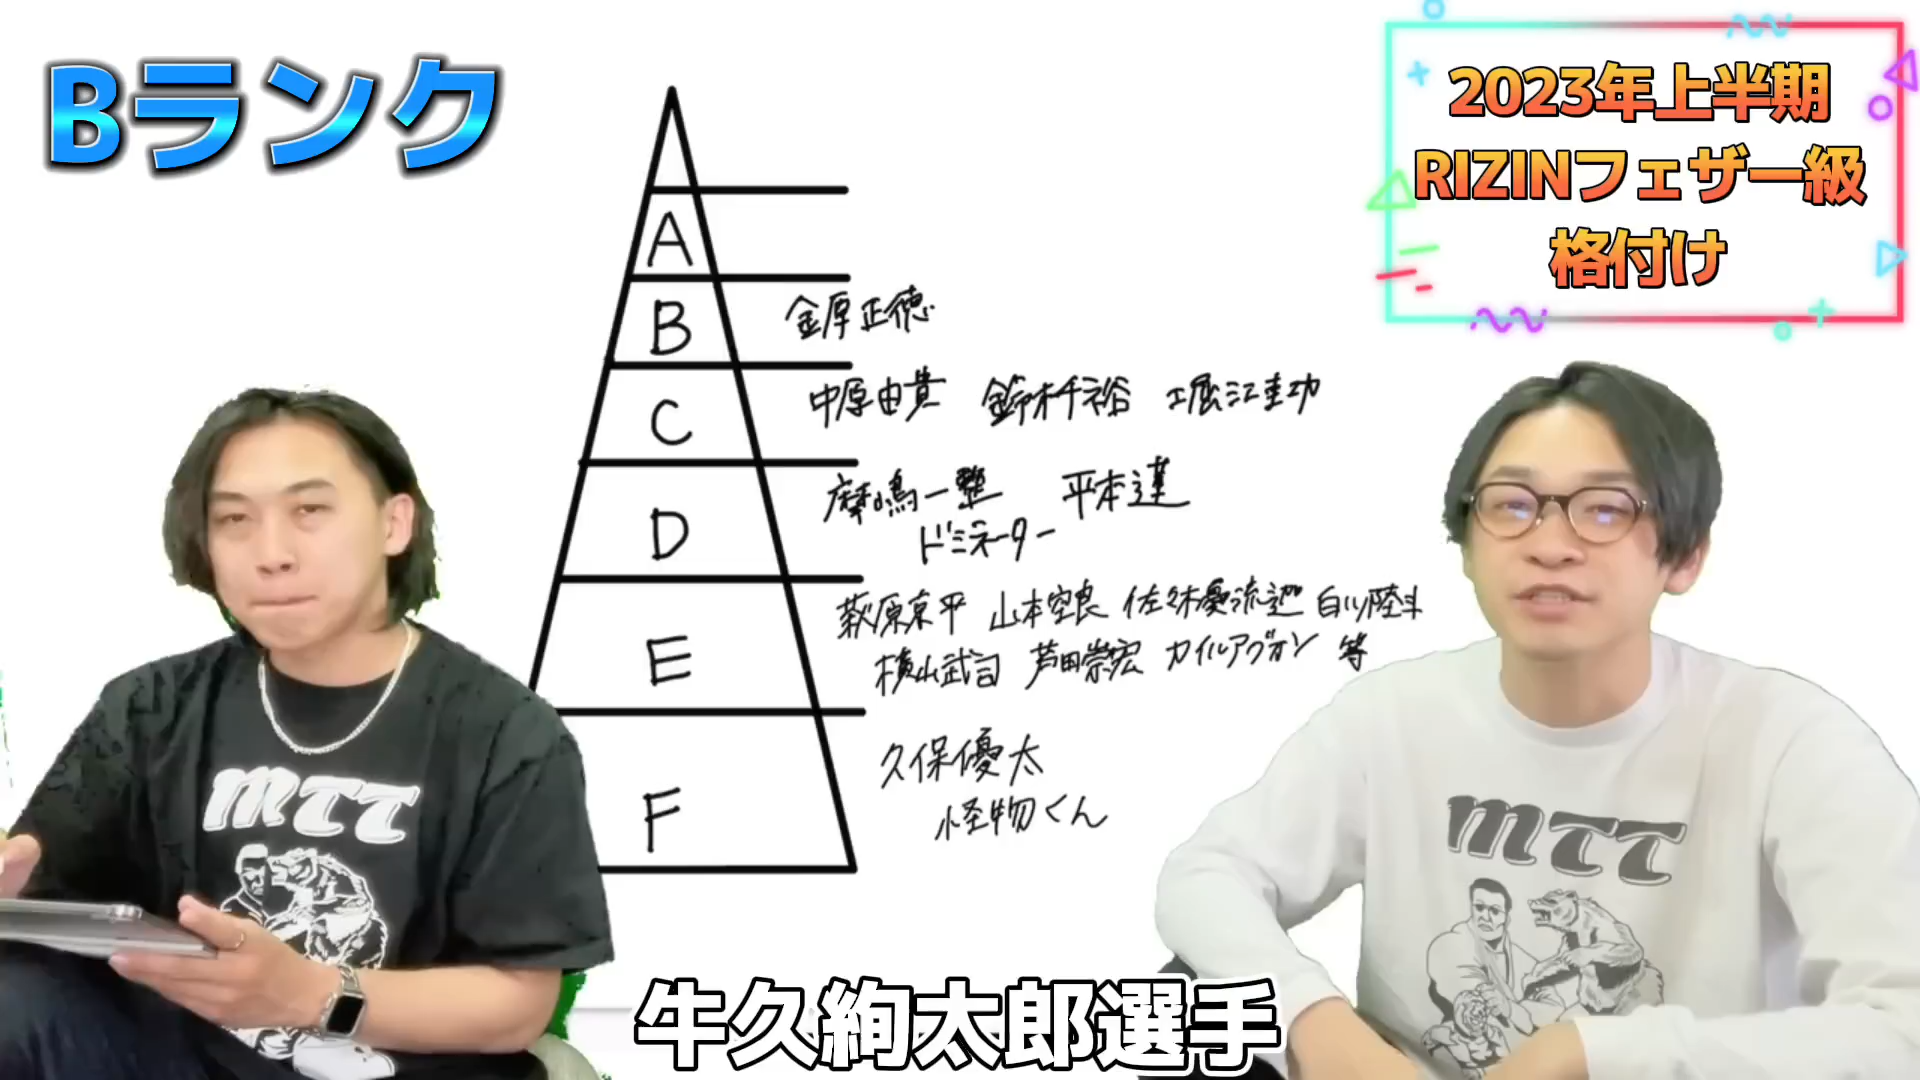 Bランク
2023年上半期
RIZINフェザー級
格付け
A
B
金原正徳
C
中原由貴 鈴木千裕 堀江圭功
D
摩嶋一整 平本蓮
ドミネーター
E
萩原京平 山本空良 佐々木憂流迦 白川陸斗
横山武司 芦田崇宏 カイルアグオン 等
F
久保優太
怪物くん
MTT
MTT
牛久絢太郎選手